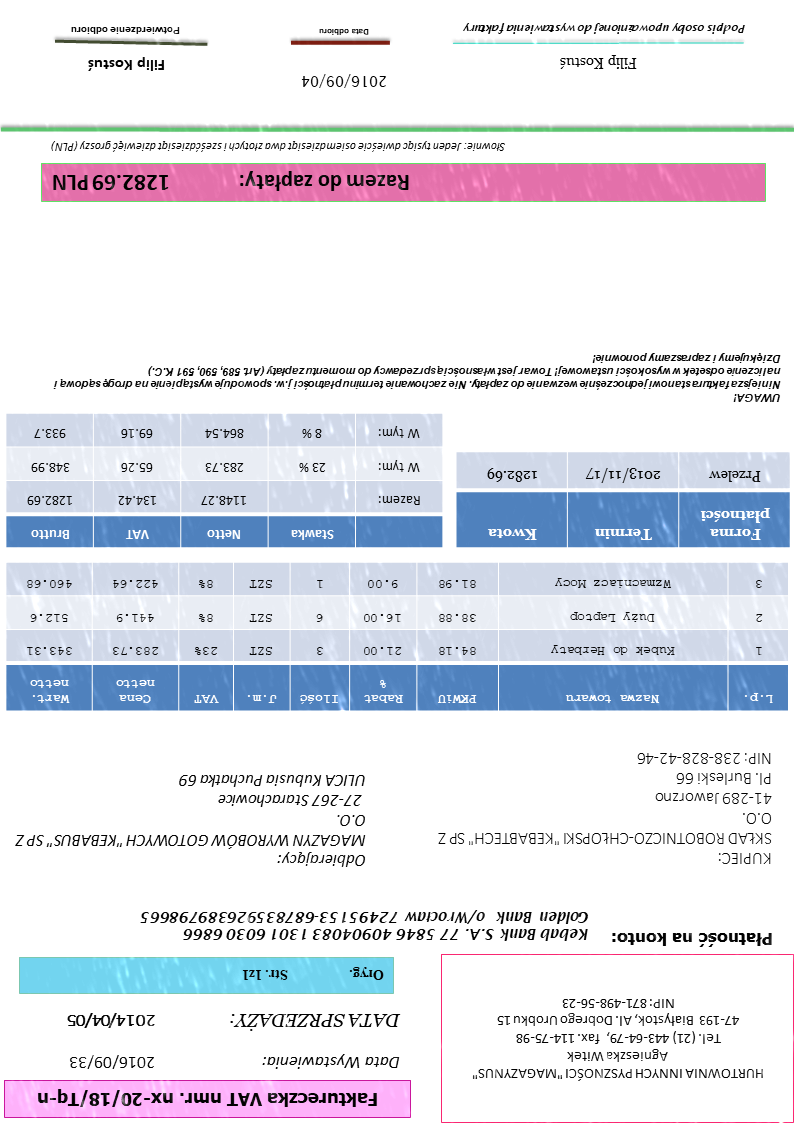 HURTOWNIA INNYCH PYSZNOŚCI "MAGAZYNUS"
Agnieszka Witek
Tel. (21) 443-64-79, fax. 114-75-98
47-193 Białystok, Al. Dobrego Urobku 15
NIP: 871-498-56-23
Faktureczka VAT nmr. nx-20/18/Tq-n
Data Wystawienia: 2016/09/33
DATA SPRZEDAŻY: 2014/04/05
Oryg. Str. 1z1
Płatność na konto: Kebab Bank S.A. 77 5846 40904083 1301 6030 6866
Golden Bank o/Wrocław 72495153-68783592638979 8665
KUPIEC:
SKŁAD ROBOTNICZO-CHŁOPSKI "KEBABTECH" SP Z
O.O.
41-289 Jaworzno
Pl. Burleski 66
NIP: 238-828-42-46
Odbierający:
MAGAZYN WYROBÓW GOTOWYCH "KEBABUS" SP Z
O.O.
27-267 Starachowice
ULICA Kubusia Puchatka 69
L.p. Nazwa towaru PKWiU Rabat % Ilość J.m. VAT Cena netto Wart. netto
1 Kubek do Herbaty 84.18 21.00 3 SZT 23% 283.73 343.31
2 Duży Laptop 38.88 16.00 6 SZT 8% 441.9 512.6
3 Wzmacniacz Mocy 81.98 9.00 1 SZT 8% 422.64 460.68
Forma płatności Termin Kwota
Przelew 2013/11/17 1282.69
Stawka Netto VAT Brutto
Razem: 1148.27 134.42 1282.69
W tym: 23 % 283.73 65.26 348.99
W tym: 8 % 864.54 69.16 933.7
UWAGA!
Niniejsza faktura stanowi jednocześnie wezwanie do zapłaty. Nie zachowanie terminu płatności j.w. spowoduje wystąpienie na drogę sądową i
naliczenie odsetek w wysokości ustawowej! Towar jest własnością sprzedawcy do momentu zapłaty (Art. 589, 590, 591 K.C.)
Dziękujemy i zapraszamy ponownie!
Razem do zapłaty: 1282.69 PLN
Słownie: Jeden tysiąc dwieście osiemdziesiąt dwa złotych i sześćdziesiąt dziewięć groszy (PLN)
Filip Kostuś
Podpis osoby upoważnionej do wystawienia faktury
2016/09/04
Data odbioru
Filip Kostuś
Potwierdzenie odbioru